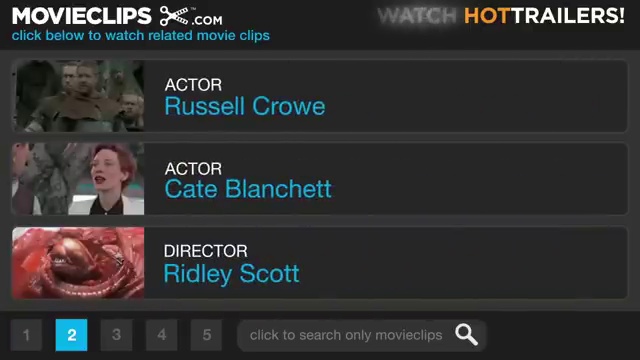 MOVIECLIPS .COM
WATCH HOTTRAILERS!
click below to watch related movie clips
ACTOR
Russell Crowe
ACTOR
Cate Blanchett
DIRECTOR
Ridley Scott
1 2 3 4 5 click to search only movieclips